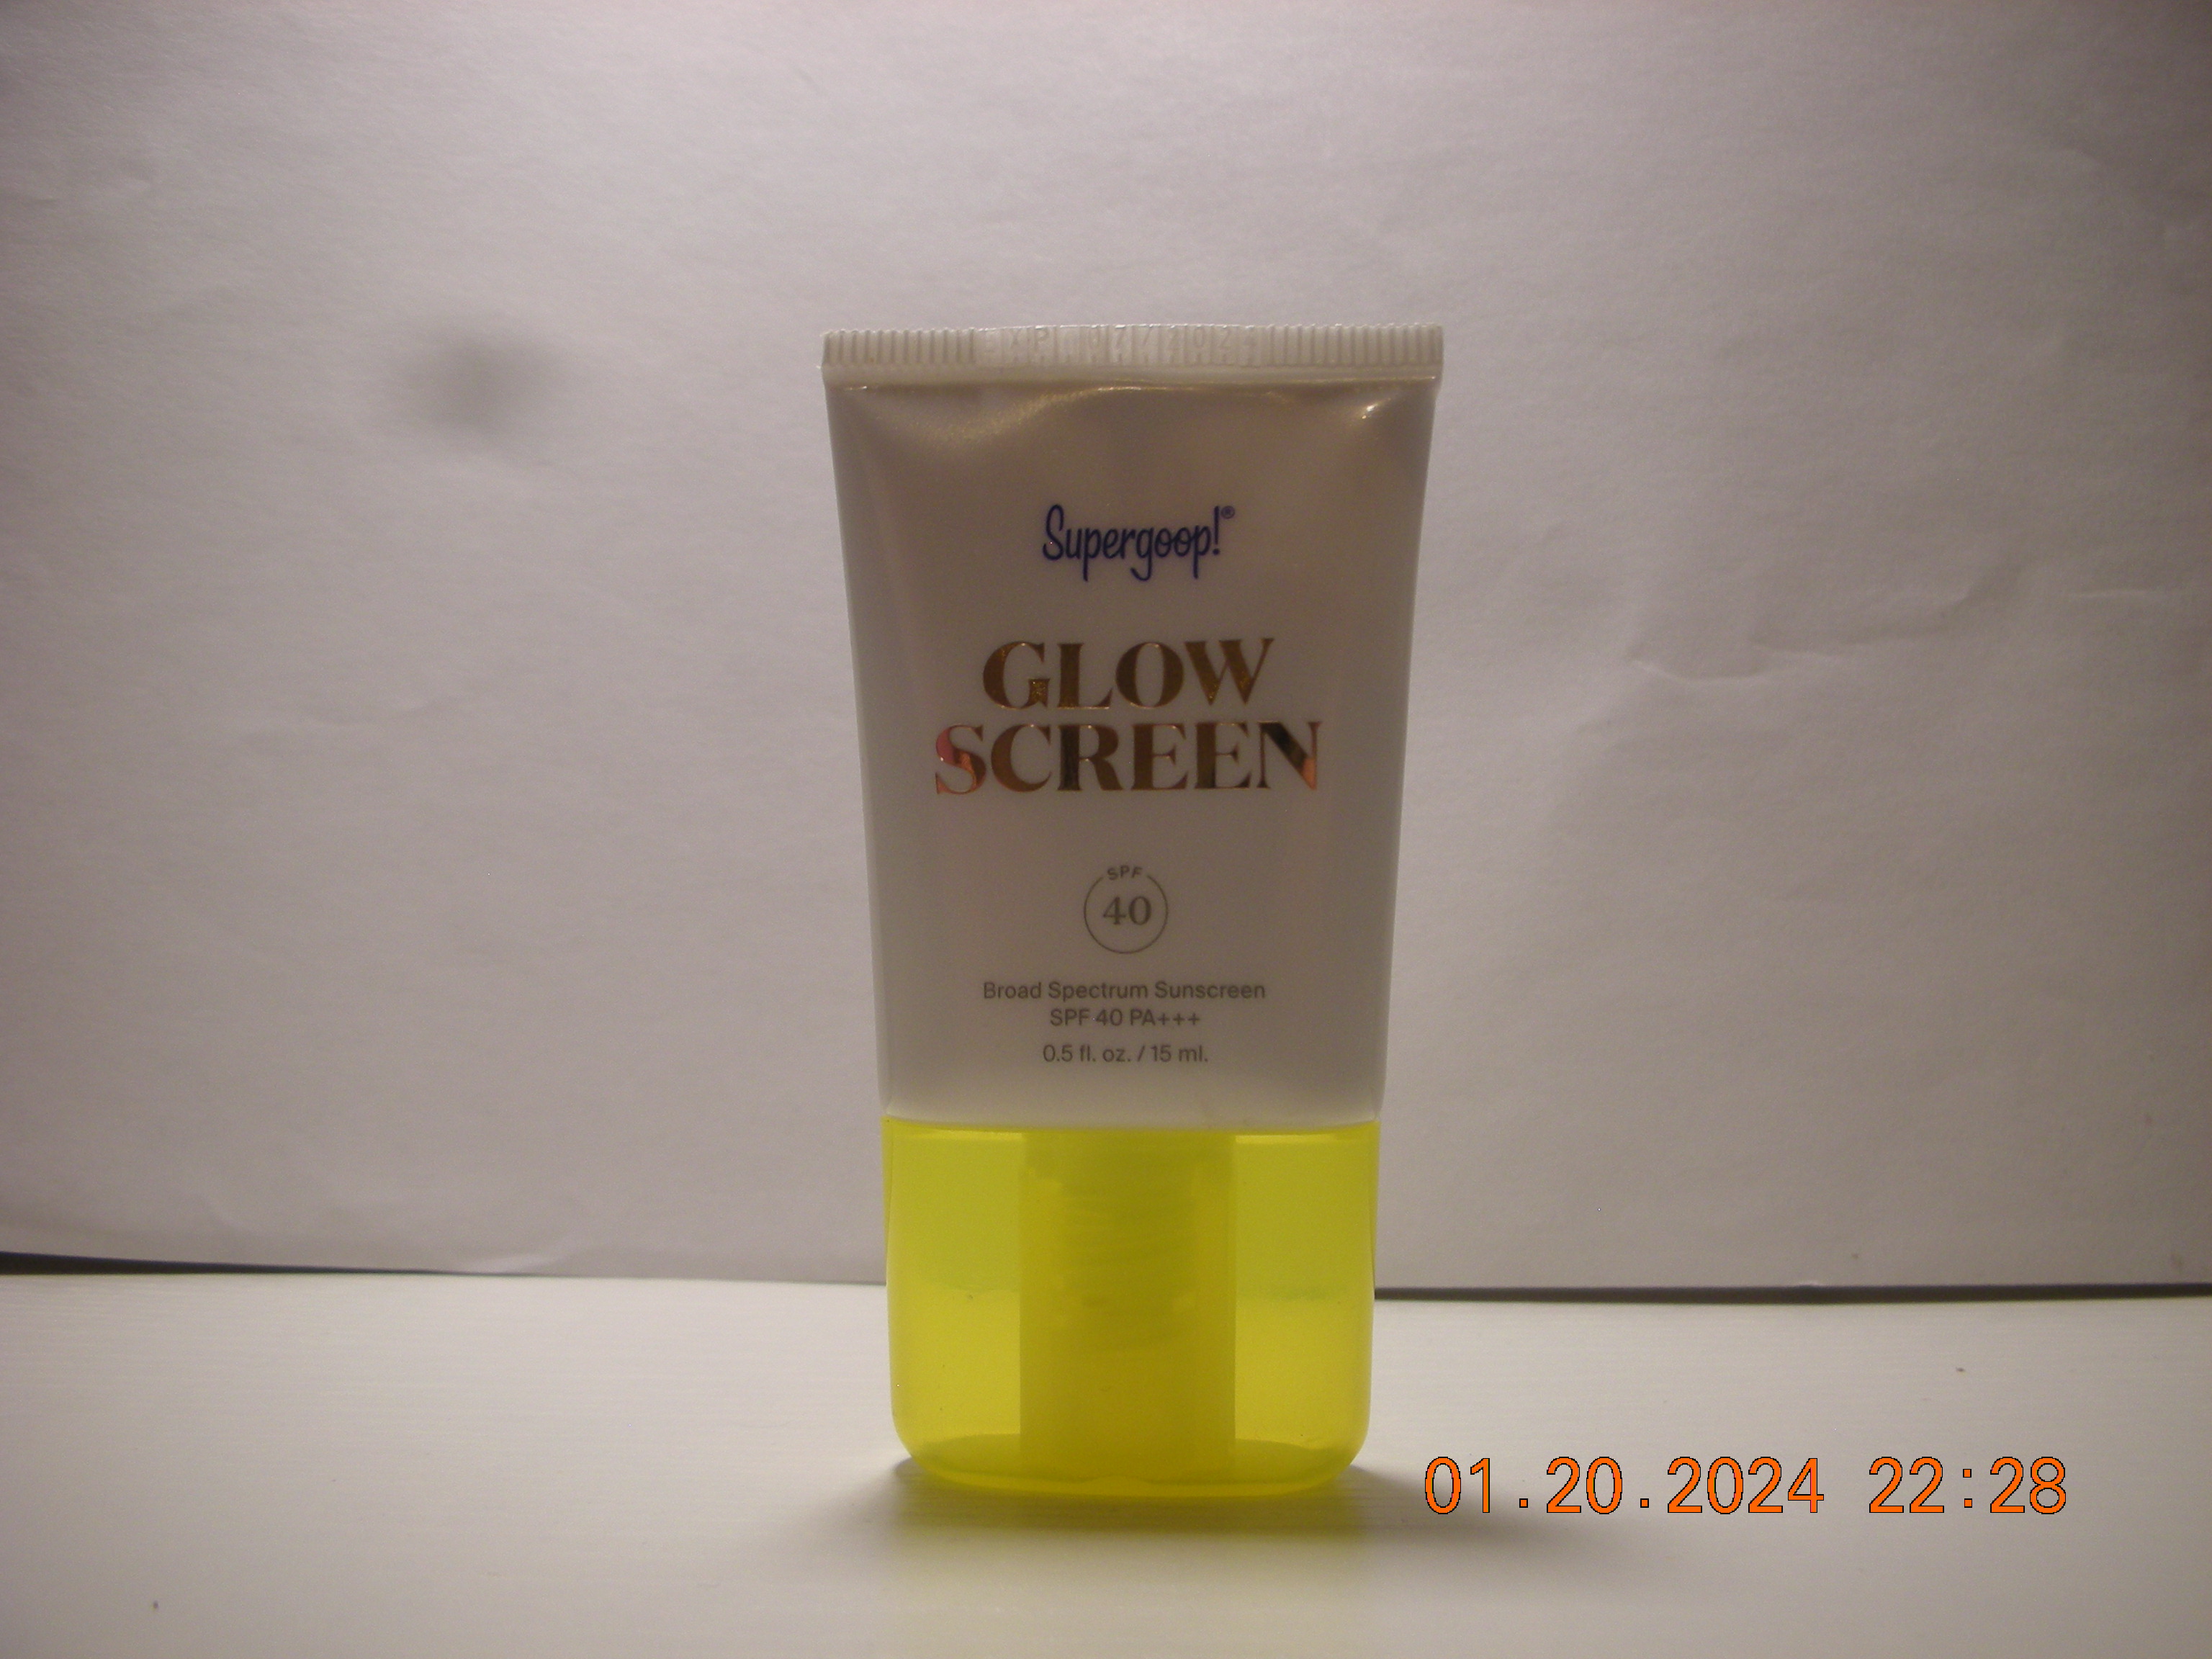 Supergoop!®
GLOW
SCREEN
SPF
40
Broad Spectrum Sunscreen
SPF 40 PA+++
0.5 fl. oz. / 15 ml.
01.20.2024 22:28